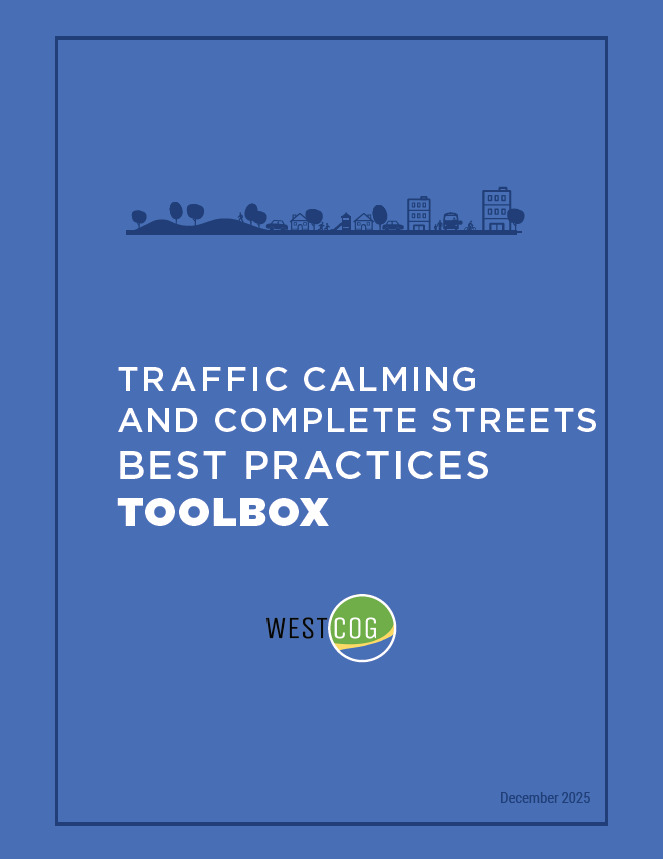 TRAFFIC CALMING
AND COMPLETE STREETS
BEST PRACTICES
TOOLBOX
WESTCOG
December 2025